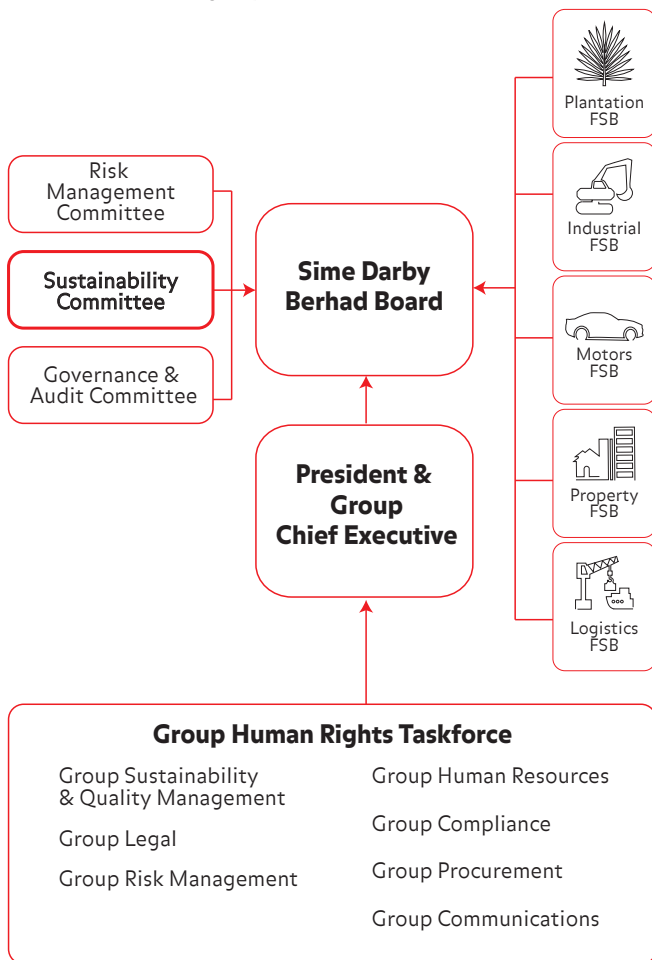 Risk
Management
Committee
Sustainability
Committee
Governance &
Audit Committee
Sime Darby
Berhad Board
President &
Group
Chief Executive
Plantation
FSB
Industrial
FSB
Motors
FSB
Property
FSB
Logistics
FSB
Group Human Rights Taskforce
Group Sustainability
& Quality Management
Group Legal
Group Risk Management
Group Human Resources
Group Compliance
Group Procurement
Group Communications